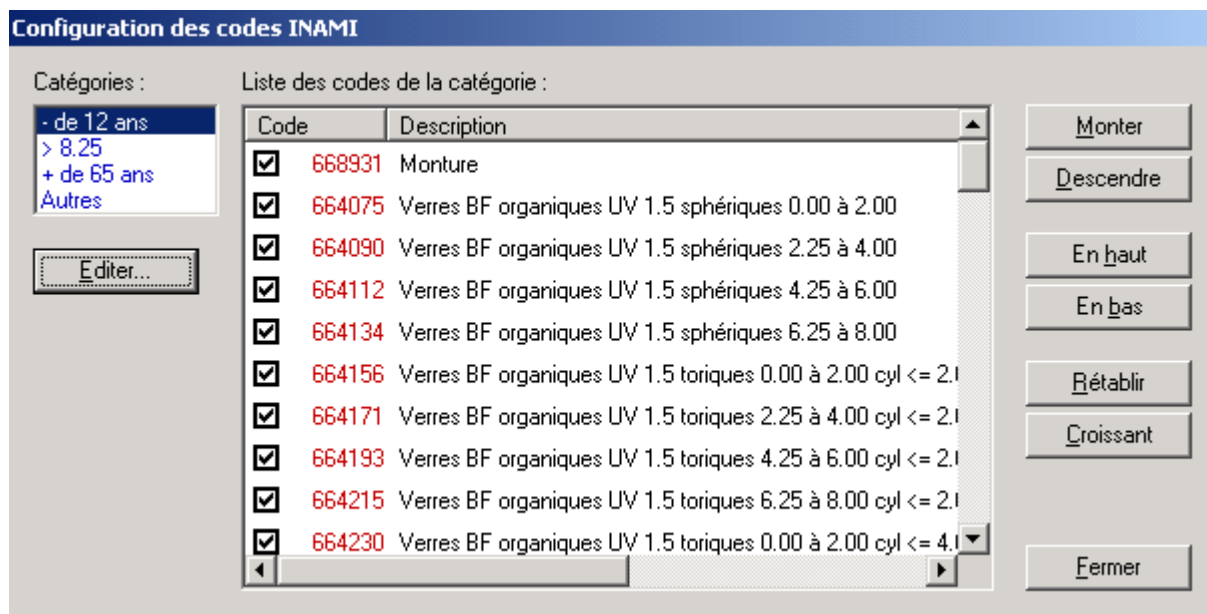 Configuration des codes INAMI
Catégories :
Liste des codes de la catégorie :
- de 12 ans
> 8.25
+ de 65 ans
Autres
Editer...
Code Description
668931 Monture
664075 Verres BF organiques UV 1.5 sphériques 0.00 à 2.00
664090 Verres BF organiques UV 1.5 sphériques 2.25 à 4.00
664112 Verres BF organiques UV 1.5 sphériques 4.25 à 6.00
664134 Verres BF organiques UV 1.5 sphériques 6.25 à 8.00
664156 Verres BF organiques UV 1.5 toriques 0.00 à 2.00 cyl <= 2.
664171 Verres BF organiques UV 1.5 toriques 2.25 à 4.00 cyl <= 2.
664193 Verres BF organiques UV 1.5 toriques 4.25 à 6.00 cyl <= 2.
664215 Verres BF organiques UV 1.5 toriques 6.25 à 8.00 cyl <= 2.
664230 Verres BF organiques UV 1.5 toriques 0.00 à 2.00 cyl <= 4.
Monter
Descendre
En haut
En bas
Rétablir
Croissant
Fermer